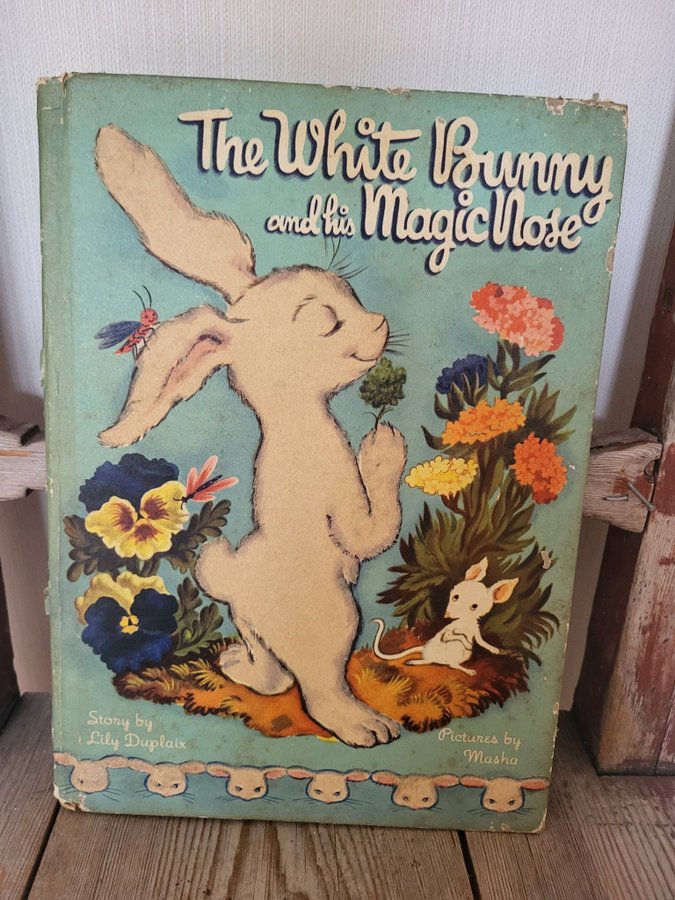 The White Bunny
and his Magic Nose
Story by
Lily Duplaix
Pictures by
Masha